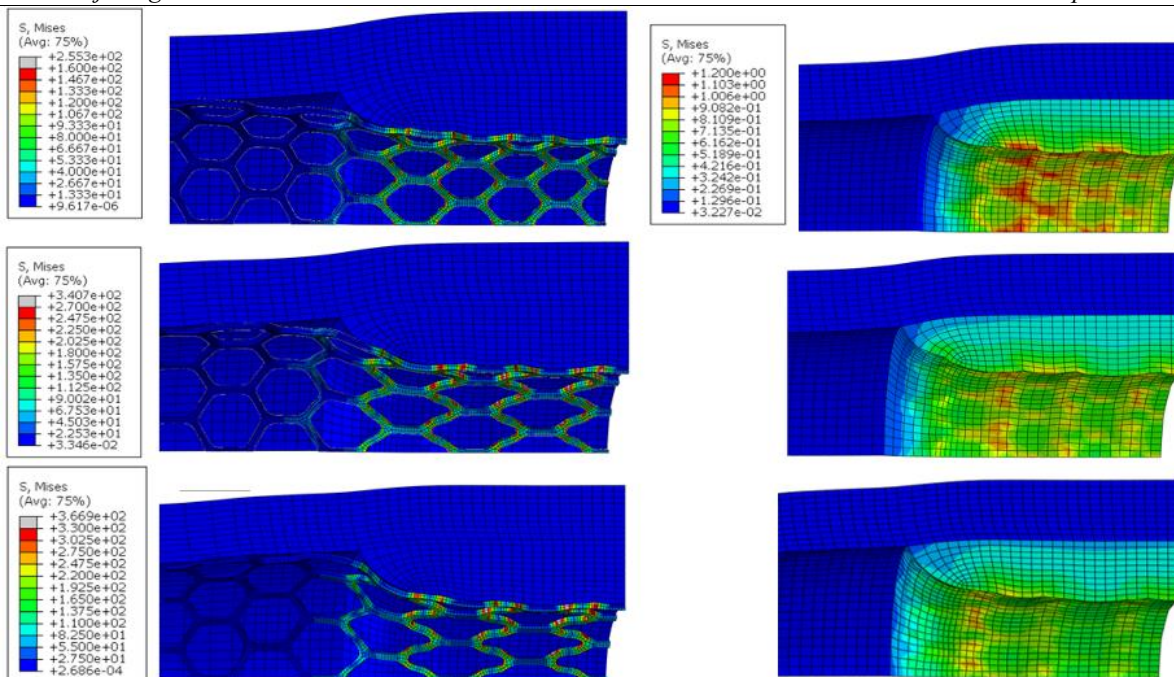 S, Mises
(Avg: 75%)
+2.553e+02
+1.600e+02
+1.467e+02
+1.333e+02
+1.200e+02
+1.067e+02
+9.333e+01
+8.000e+01
+6.667e+01
+5.333e+01
+4.000e+01
+2.667e+01
+1.333e+01
+9.617e-06
S, Mises
(Avg: 75%)
+1.200e+00
+1.103e+00
+1.006e+00
+9.082e-01
+8.109e-01
+7.135e-01
+6.162e-01
+5.189e-01
+4.216e-01
+3.242e-01
+2.269e-01
+1.296e-01
+3.227e-02
S, Mises
(Avg: 75%)
+3.407e+02
+2.700e+02
+2.475e+02
+2.250e+02
+2.025e+02
+1.800e+02
+1.575e+02
+1.350e+02
+1.125e+02
+9.002e+01
+6.753e+01
+4.503e+01
+2.253e+01
+3.346e-02
S, Mises
(Avg: 75%)
+3.669e+02
+3.300e+02
+3.025e+02
+2.750e+02
+2.475e+02
+2.200e+02
+1.925e+02
+1.650e+02
+1.375e+02
+1.100e+02
+8.250e+01
+5.500e+01
+2.750e+01
+2.686e-04